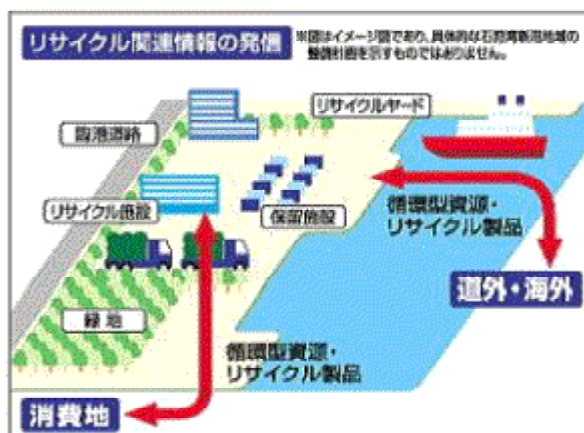 リサイクル関連情報の発信
※図はイメージ図であり、具体的な石狩湾新港地域の
整備計画を示すものではありません。
リサイクルヤード
臨港道路
リサイクル施設
保留施設
循環型資源・
リサイクル製品
道外・海外
緑地
循環型資源・
リサイクル製品
消費地